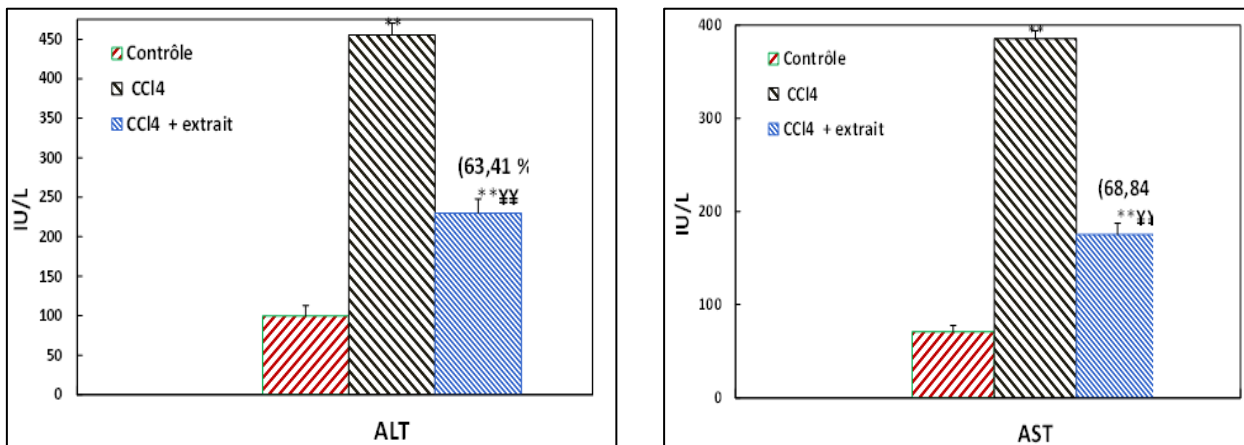 450
400
350
300
250
200
150
100
50
0
IU/L
Contrôle
CCl4
CCl4 + extrait
**
(63,41 %
**¥¥
ALT
400
300
200
100
0
IU/L
Contrôle
CCl4
CCl4 + extrait
**
(68,84
**¥¥
AST